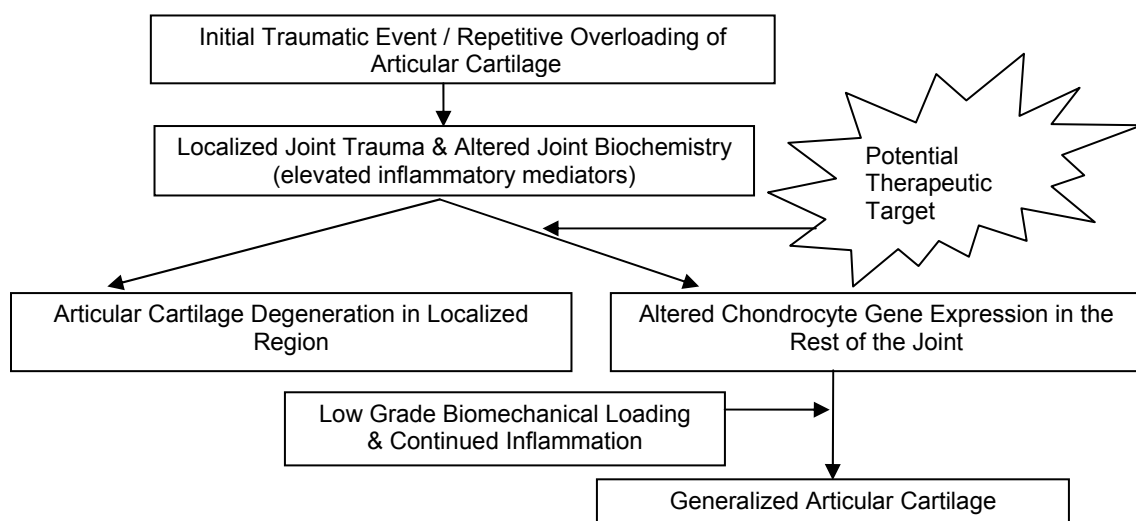 Initial Traumatic Event / Repetitive Overloading of
Articular Cartilage
Localized Joint Trauma & Altered Joint Biochemistry
(elevated inflammatory mediators)
Potential
Therapeutic
Target
Articular Cartilage Degeneration in Localized
Region
Altered Chondrocyte Gene Expression in the
Rest of the Joint
Low Grade Biomechanical Loading
& Continued Inflammation
Generalized Articular Cartilage